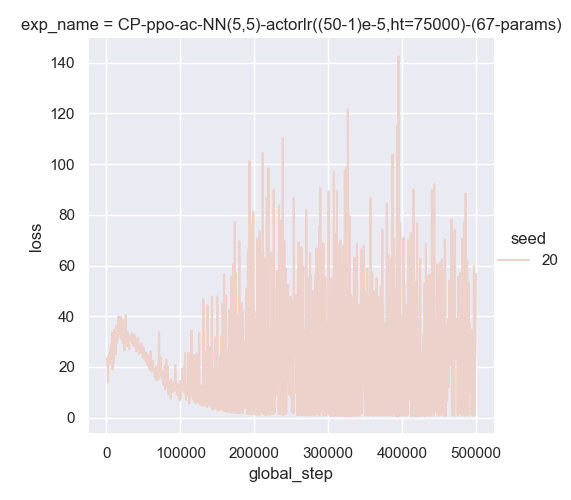 exp_name = CP-ppo-ac-NN(5,5)-actorlr((50-1)e-5,ht=75000)-(67-params)
140
120
100
80
60
40
20
0
loss
0 100000 200000 300000 400000 500000
global_step
seed
20